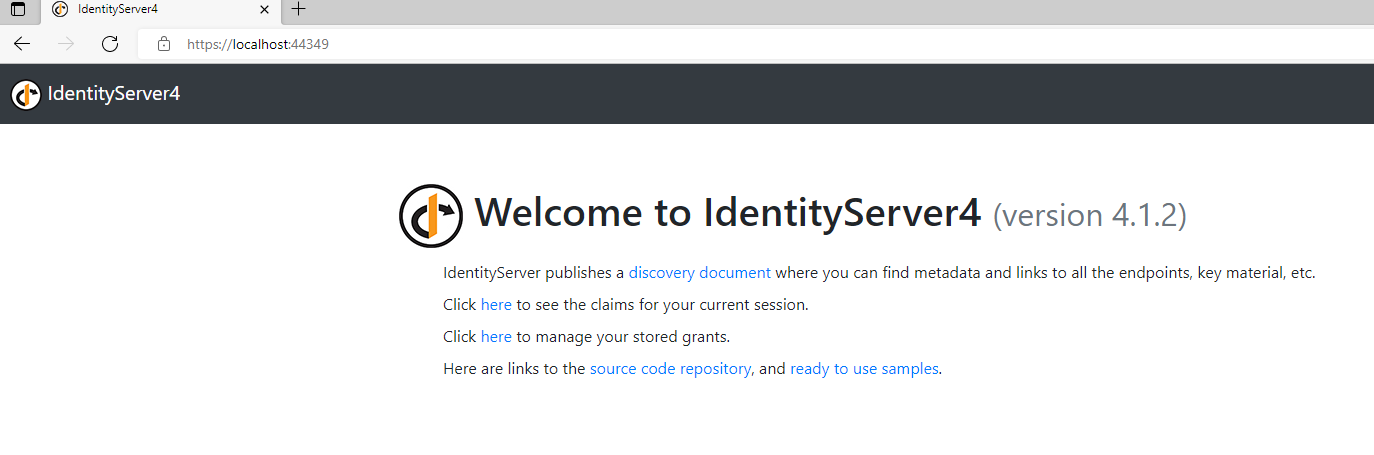 IdentityServer4
https://localhost:44349
IdentityServer4
Welcome to IdentityServer4 (version 4.1.2)
IdentityServer publishes a discovery document where you can find metadata and links to all the endpoints, key material, etc.
Click here to see the claims for your current session.
Click here to manage your stored grants.
Here are links to the source code repository, and ready to use samples.